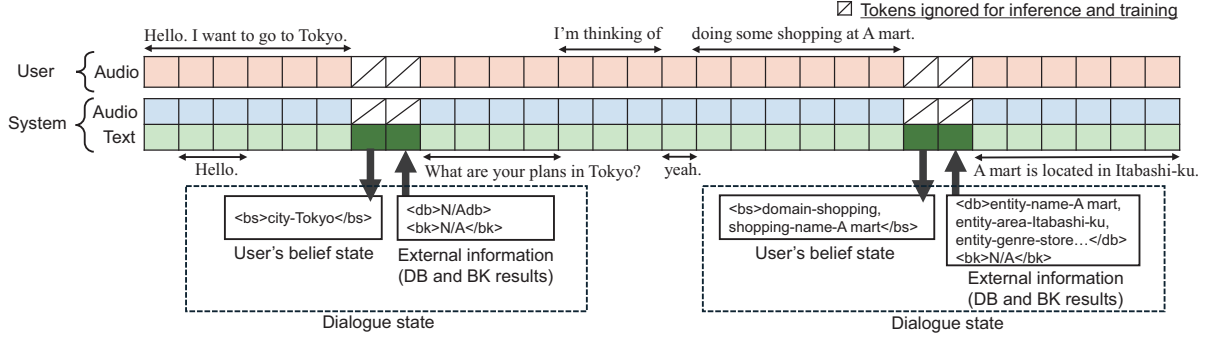 Tokens ignored for inference and training
Hello. I want to go to Tokyo.
I'm thinking of
doing some shopping at A mart.
User
Audio
System
Audio
Text
Hello.
What are your plans in Tokyo?
yeah.
A mart is located in Itabashi-ku.
<bs>city-Tokyo</bs>
User's belief state
<db>N/Adb>
<bk>N/A</bk>
External information
(DB and BK results)
Dialogue state
<bs>domain-shopping,
shopping-name-A mart</bs>
User's belief state
<db>entity-name-A mart,
entity-area-Itabashi-ku,
entity-genre-store…</db>
<bk>N/A</bk>
External information
(DB and BK results)
Dialogue state